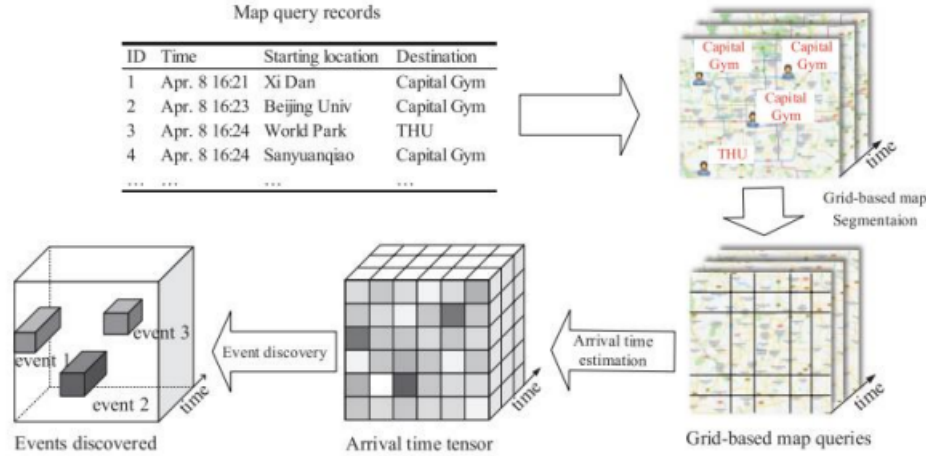 Map query records
ID Time Starting location Destination
1 Apr. 8 16:21 Xi Dan Capital Gym
2 Apr. 8 16:23 Beijing Univ Capital Gym
3 Apr. 8 16:24 World Park THU
4 Apr. 8 16:24 Sanyuanqiao Capital Gym
... ... ... ...
Capital
Gym
Capital
Gym
Capital
Gym
THU
time
Grid-based map
Segmentaion
time
Grid-based map queries
Arrival time
estimation
time
Arrival time tensor
Event discovery
event 1
event 3
event 2
time
Events discovered